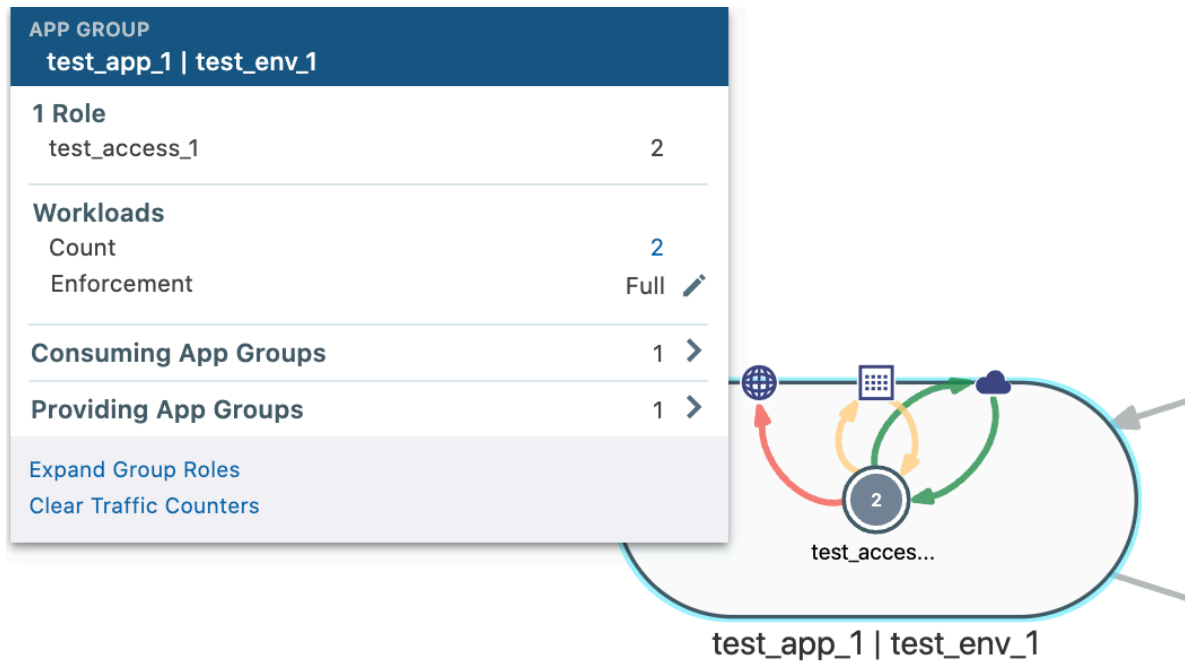 APP GROUP
test_app_1 | test_env_1
1 Role
test_access_1 2
Workloads
Count 2
Enforcement Full
Consuming App Groups 1
Providing App Groups 1
Expand Group Roles
Clear Traffic Counters
2
test_acces...
test_app_1 | test_env_1